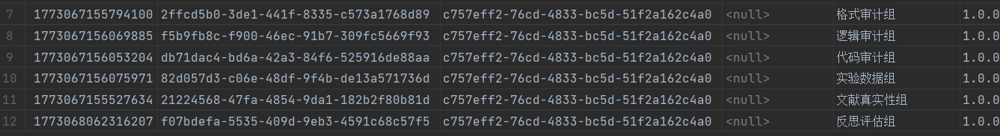 7 1773067155794100 2ffcd5b0-3de1-441f-8335-c573a1768d89 c757eff2-76cd-4833-bc5d-51f2a162c4a0 <null> 格式审计组 1.0.0
8 1773067156069885 f5b9fb8c-f900-46ec-91b7-309fc5669f93 c757eff2-76cd-4833-bc5d-51f2a162c4a0 <null> 逻辑审计组 1.0.0
9 1773067156053204 db71dac4-bd6a-42a3-84f6-525916de88aa c757eff2-76cd-4833-bc5d-51f2a162c4a0 <null> 代码审计组 1.0.0
10 1773067156075971 82d057d3-c06e-48df-9f4b-de13a571736d c757eff2-76cd-4833-bc5d-51f2a162c4a0 <null> 实验数据组 1.0.0
11 1773067155527634 21224568-47fa-4854-9da1-182b2f80b81d c757eff2-76cd-4833-bc5d-51f2a162c4a0 <null> 文献真实性组 1.0.0
12 1773068062316207 f07bdefa-5535-409d-9eb3-4591c68c57f5 c757eff2-76cd-4833-bc5d-51f2a162c4a0 <null> 反思评估组 1.0.0